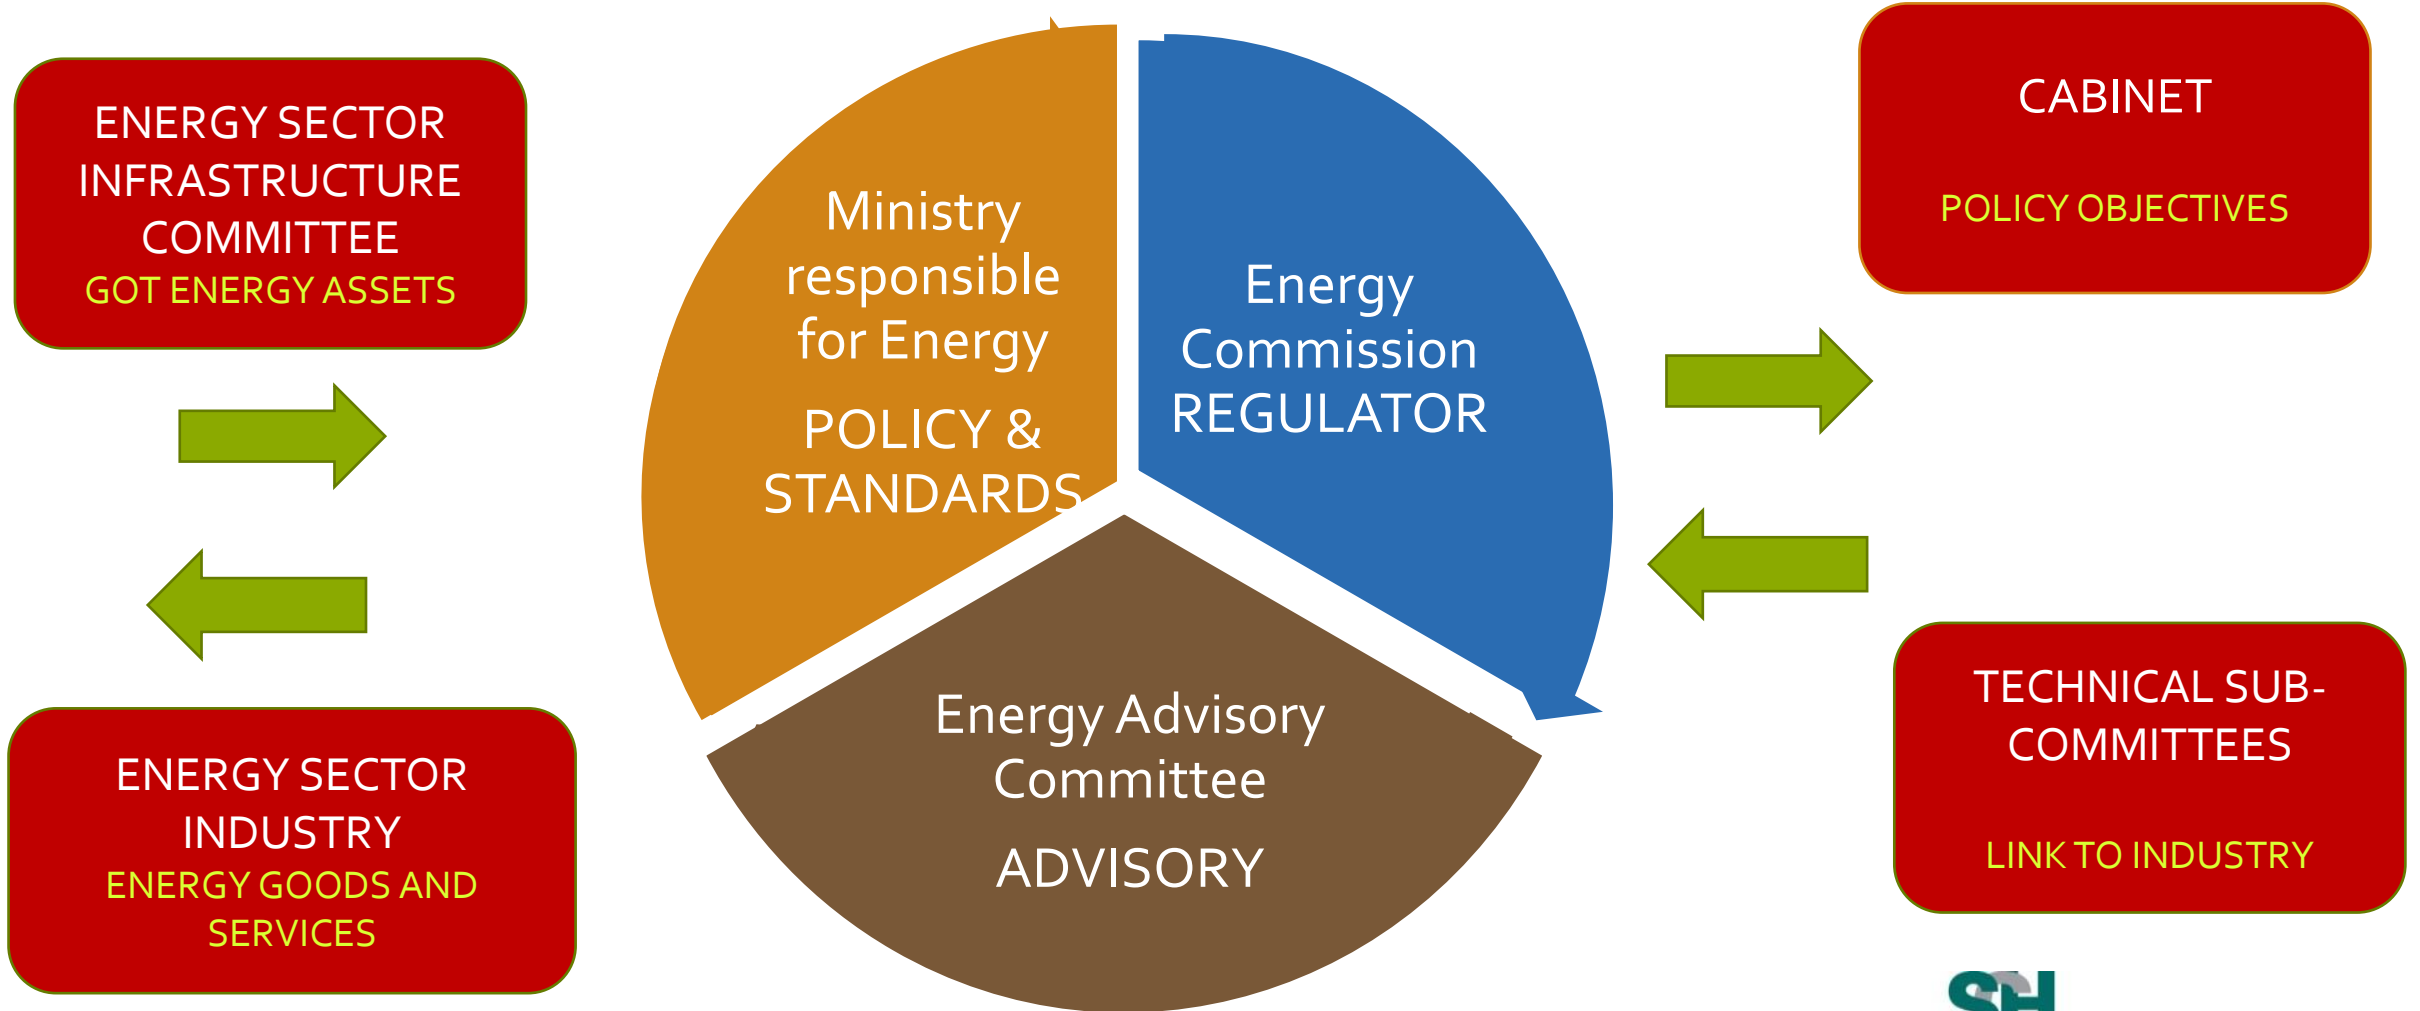 ENERGY SECTOR
INFRASTRUCTURE
COMMITTEE
GOT ENERGY ASSETS
ENERGY SECTOR
INDUSTRY
ENERGY GOODS AND
SERVICES
Ministry
responsible
for Energy
POLICY &
STANDARDS
Energy
Commission
REGULATOR
Energy Advisory
Committee
ADVISORY
CABINET
POLICY OBJECTIVES
TECHNICAL SUB-
COMMITTEES
LINK TO INDUSTRY